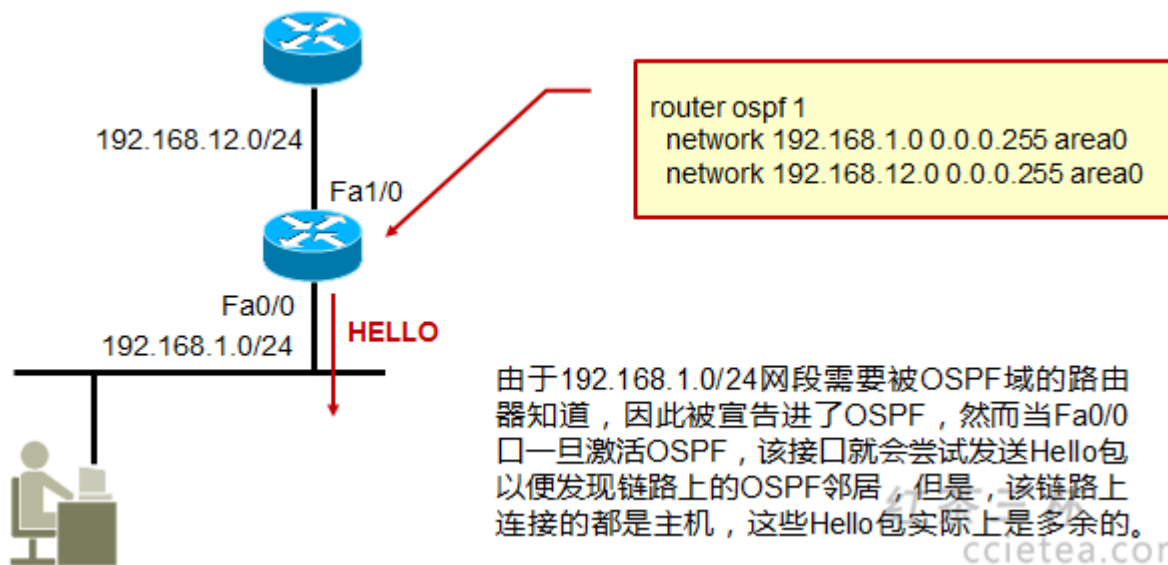 192.168.12.0/24
Fa1/0
router ospf 1
network 192.168.1.0 0.0.0.255 area0
network 192.168.12.0 0.0.0.255 area0
Fa0/0
192.168.1.0/24
HELLO
由于192.168.1.0/24网段需要被OSPF域的路由
器知道，因此被宣告进了OSPF，然而当Fa0/0
口一旦激活OSPF，该接口就会尝试发送Hello包
以便发现链路上的OSPF邻居，但是，该链路上
连接的都是主机，这些Hello包实际上是多余的。
红茶三杯
ccietea.com